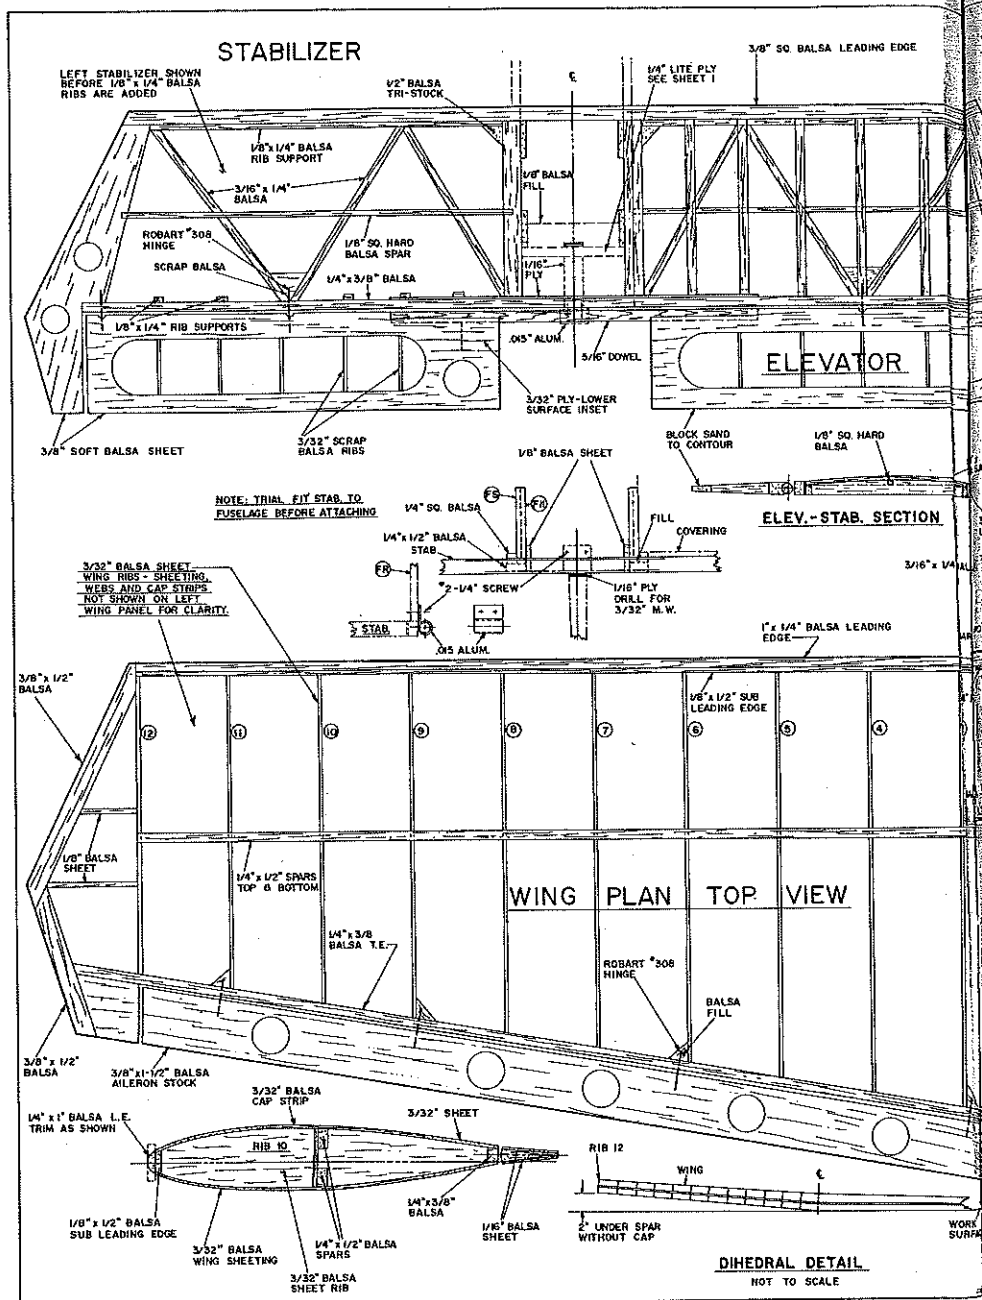 STABILIZER
3/8" SQ. BALSA LEADING EDGE
LEFT STABILIZER SHOWN
BEFORE 1/8" x 1/4" BALSA
RIBS ARE ADDED
1/2" BALSA
TRI-STOCK
1/4" LITE PLY
SEE SHEET 1
1/8" x 1/4" BALSA
RIB SUPPORT
3/16" x 1/4"
BALSA
1/8" BALSA
FILL
ROBART #308
HINGE
SCRAP BALSA
1/8" SQ. HARD
BALSA SPAR
1/4" x 3/8" BALSA
1/16"
PLY
1/8" x 1/4" RIB SUPPORTS
.015" ALUM.
5/16" DOWEL
ELEVATOR
3/32" PLY-LOWER
SURFACE INSET
3/8" SOFT BALSA SHEET
3/32" SCRAP
BALSA RIBS
BLOCK SAND
TO CONTOUR
1/8" SQ. HARD
BALSA
1/8" BALSA SHEET
NOTE: TRIAL FIT STAB. TO
FUSELAGE BEFORE ATTACHING
FS
1/4" SQ. BALSA
FILL
COVERING
ELEV.-STAB. SECTION
1/4" x 1/2" BALSA
STAB
3/32" BALSA SHEET
WING RIBS - SHEETING,
WEBS AND CAP STRIPS
NOT SHOWN ON LEFT
WING PANEL FOR CLARITY.
FR
#2-1/4" SCREW
1/16" PLY
DRILL FOR
3/32" M.W.
3/16" x 1/4
STAB.
.015 ALUM.
1" x 1/4" BALSA LEADING
EDGE
3/8" x 1/2"
BALSA
1/8" x 1/2" SUB
LEADING EDGE
12
11
10
9
8
7
6
5
4
1/8" BALSA
SHEET
1/4" x 1/2" SPARS
TOP & BOTTOM
WING PLAN TOP VIEW
1/4" x 3/8
BALSA T.E.
ROBART #308
HINGE
BALSA
FILL
3/8" x 1/2"
BALSA
3/8" x 1-1/2" BALSA
AILERON STOCK
1/4" x 1" BALSA L.E.
TRIM AS SHOWN
3/32" BALSA
CAP STRIP
3/32" SHEET
RIB 10
RIB 12
WING
1/8" x 1/2" BALSA
SUB LEADING EDGE
3/32" BALSA
WING SHEETING
1/4" x 1/2" BALSA
SPARS
1/4" x 3/8"
BALSA
1/16" BALSA
SHEET
3/32" BALSA
SHEET RIB
2" UNDER SPAR
WITHOUT CAP
WORK
DIHEDRAL DETAIL
NOT TO SCALE